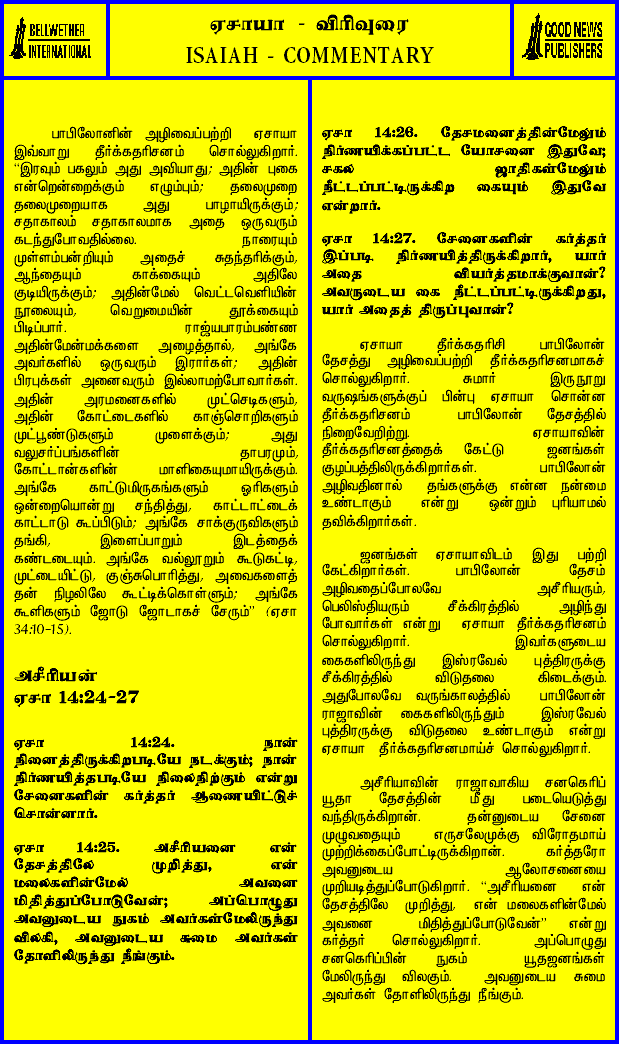 BELLWETHER
INTERNATIONAL
ஏசாயா - விரிவுரை
ISAIAH - COMMENTARY
GOOD NEWS
PUBLISHERS
பாபிலோனின் அழிவைப்பற்றி ஏசாயா
இவ்வாறு தீர்க்கதரிசனம் சொல்லுகிறார்.
“இரவும் பகலும் அது அவியாது; அதின் புகை
என்றென்றைக்கும் எழும்பும்; தலைமுறை
தலைமுறையாக அது பாழாயிருக்கும்;
சதாகாலம் சதாகாலமாக அதை ஒருவரும்
கடந்துபோவதில்லை. நாரையும்
முள்ளம்பன்றியும் அதைச் சுதந்தரிக்கும்,
ஆந்தையும் காக்கையும் அதிலே
குடியிருக்கும்; அதின்மேல் வெட்டவெளியின்
நூலையும், வெறுமையின் தூக்கையும்
பிடிப்பார். ராஜ்யபாரம்பண்ண
அதின்மேன்மக்களை அழைத்தால், அங்கே
அவர்களில் ஒருவரும் இரார்கள்; அதின்
பிரபுக்கள் அனைவரும் இல்லாமற்போவார்கள்.
அதின் அரமனைகளில் முட்செடிகளும்,
அதின் கோட்டைகளில் காஞ்சொறிகளும்
முட்பூண்டுகளும் முளைக்கும்; அது
வலுசர்ப்பங்களின் தாபரமும்,
கோட்டான்களின் மாளிகையுமாயிருக்கும்.
அங்கே காட்டுமிருகங்களும் ஓரிகளும்
ஒன்றையொன்று சந்தித்து, காட்டாட்டைக்
காட்டாடு கூப்பிடும்; அங்கே சாக்குருவிகளும்
தங்கி, இளைப்பாறும் இடத்தைக்
கண்டடையும். அங்கே வல்லூறும் கூடுகட்டி,
முட்டையிட்டு, குஞ்சுபொரித்து, அவைகளைத்
தன் நிழலிலே கூட்டிக்கொள்ளும்; அங்கே
கூளிகளும் ஜோடு ஜோடாகச் சேரும்” (ஏசா
34:10-15).
அசீரியன்
ஏசா 14:24-27
ஏசா 14:24. நான்
நினைத்திருக்கிறபடியே நடக்கும்; நான்
நிர்ணயித்தபடியே நிலைநிற்கும் என்று
சேனைகளின் கர்த்தர் ஆணையிட்டுச்
சொன்னார்.
ஏசா 14:25. அசீரியனை என்
தேசத்திலே முறித்து, என்
மலைகளின்மேல் அவனை
மிதித்துப்போடுவேன்; அப்பொழுது
அவனுடைய நுகம் அவர்கள்மேலிருந்து
விலகி, அவனுடைய சுமை அவர்கள்
தோளிலிருந்து நீங்கும்.
ஏசா 14:26. தேசமனைத்தின்மேலும்
நிர்ணயிக்கப்பட்ட யோசனை இதுவே;
சகல ஜாதிகள்மேலும்
நீட்டப்பட்டிருக்கிற கையும் இதுவே
என்றார்.
ஏசா 14:27. சேனைகளின் கர்த்தர்
இப்படி நிர்ணயித்திருக்கிறார், யார்
அதை வியர்த்தமாக்குவான்?
அவருடைய கை நீட்டப்பட்டிருக்கிறது,
யார் அதைத் திருப்புவான்?
ஏசாயா தீர்க்கதரிசி பாபிலோன்
தேசத்து அழிவைப்பற்றி தீர்க்கதரிசனமாகச்
சொல்லுகிறார். சுமார் இருநூறு
வருஷங்களுக்குப் பின்பு ஏசாயா சொன்ன
தீர்க்கதரிசனம் பாபிலோன் தேசத்தில்
நிறைவேறிற்று. ஏசாயாவின்
தீர்க்கதரிசனத்தைக் கேட்டு ஜனங்கள்
குழப்பத்திலிருக்கிறார்கள். பாபிலோன்
அழிவதினால் தங்களுக்கு என்ன நன்மை
உண்டாகும் என்று ஒன்றும் புரியாமல்
தவிக்கிறார்கள்.
ஜனங்கள் ஏசாயாவிடம் இது பற்றி
கேட்கிறார்கள். பாபிலோன் தேசம்
அழிவதைப்போலவே அசீரியரும்,
பெலிஸ்தியரும் சீக்கிரத்தில் அழிந்து
போவார்கள் என்று ஏசாயா தீர்க்கதரிசனம்
சொல்லுகிறார். இவர்களுடைய
கைகளிலிருந்து இஸ்ரவேல் புத்திரருக்கு
சீக்கிரத்தில் விடுதலை கிடைக்கும்.
அதுபோலவே வருங்காலத்தில் பாபிலோன்
ராஜாவின் கைகளிலிருந்தும் இஸ்ரவேல்
புத்திரருக்கு விடுதலை உண்டாகும் என்று
ஏசாயா தீர்க்கதரிசனமாய்ச் சொல்லுகிறார்.
அசீரியாவின் ராஜாவாகிய சனகெரிப்
யூதா தேசத்தின் மீது படையெடுத்து
வந்திருக்கிறான். தன்னுடைய சேனை
முழுவதையும் எருசலேமுக்கு விரோதமாய்
முற்றிக்கைப்போட்டிருக்கிறான். கர்த்தரோ
அவனுடைய ஆலோசனையை
முறியடித்துப்போடுகிறார். “அசீரியனை என்
தேசத்திலே முறித்து, என் மலைகளின்மேல்
அவனை மிதித்துப்போடுவேன்” என்று
கர்த்தர் சொல்லுகிறார். அப்பொழுது
சனகெரிப்பின் நுகம் யூதஜனங்கள்
மேலிருந்து விலகும். அவனுடைய சுமை
அவர்கள் தோளிலிருந்து நீங்கும்.